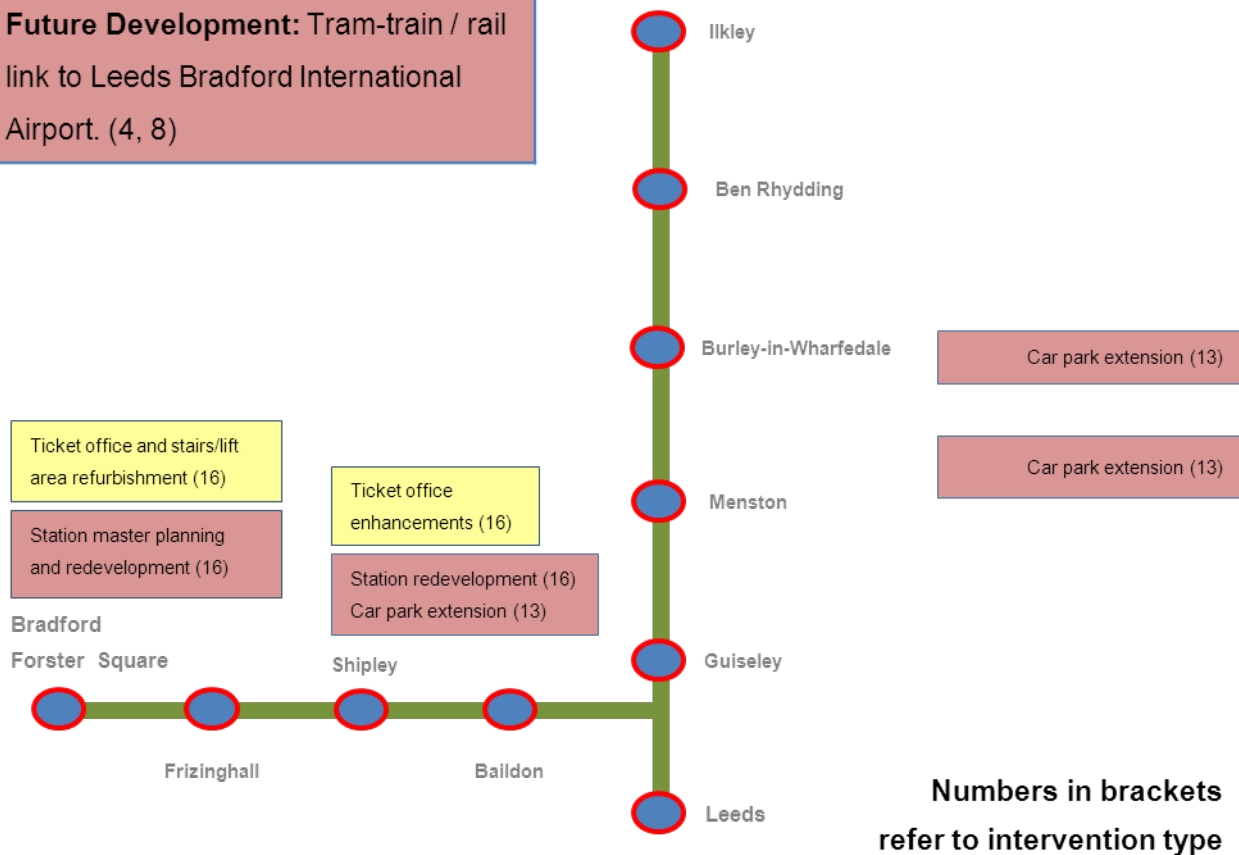 Future Development: Tram-train / rail
link to Leeds Bradford International
Airport. (4, 8)
Ilkley
Ben Rhydding
Burley-in-Wharfedale
Car park extension (13)
Ticket office and stairs/lift
area refurbishment (16)
Station master planning
and redevelopment (16)
Ticket office
enhancements (16)
Station redevelopment (16)
Car park extension (13)
Menston
Car park extension (13)
Bradford
Forster Square
Shipley
Guiseley
Frizinghall
Baildon
Leeds
Numbers in brackets
refer to intervention type